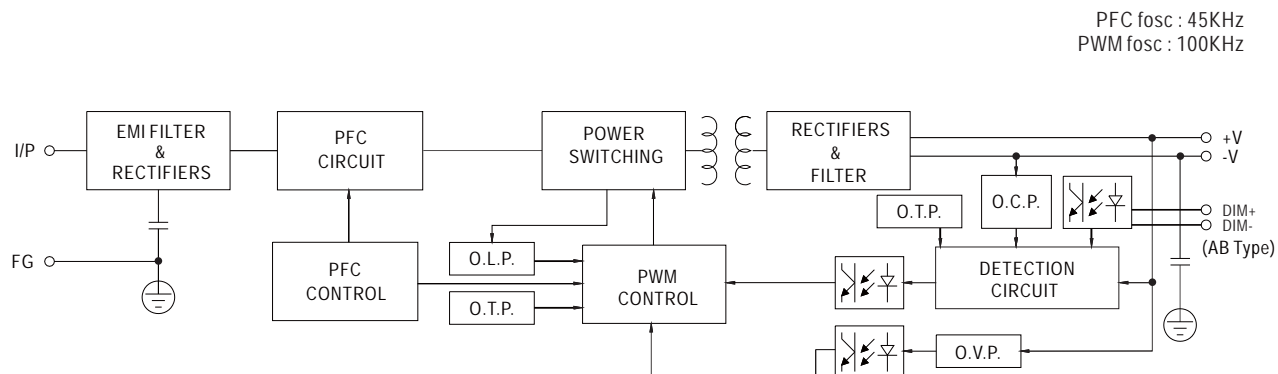 PFC fosc : 45KHz
PWM fosc : 100KHz
I/P
EMI FILTER
&
RECTIFIERS
PFC
CIRCUIT
POWER
SWITCHING
RECTIFIERS
&
FILTER
+V
-V
O.T.P.
O.C.P.
DIM+
DIM-
(AB Type)
FG
PFC
CONTROL
O.L.P.
O.T.P.
PWM
CONTROL
DETECTION
CIRCUIT
O.V.P.